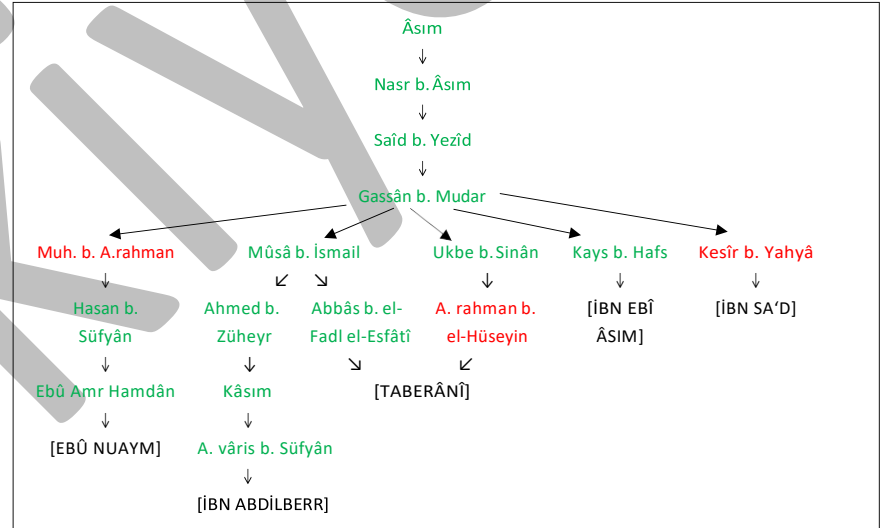 Âsım
↓
Nasr b. Âsım
↓
Saîd b. Yezîd
↓
Gassân b. Mudar
Muh. b. A.rahman Mûsâ b. İsmail Ukbe b. Sinân Kays b. Hafs Kesîr b. Yahyâ
↓ ↙ ↘ ↓ ↓ ↓
Hasan b. Ahmed b. Abbâs b. el- A. rahman b. [İBN EBÎ [İBN SA‘D]
Süfyân Züheyr Fadl el-Esfâtî el-Hüseyin ÂSIM]
↓ ↓ ↘ ↙
Ebû Amr Hamdân Kâsım [TABERÂNÎ]
↓ ↓
[EBÛ NUAYM] A. vâris b. Süfyân
↓
[İBN ABDİLBERR]